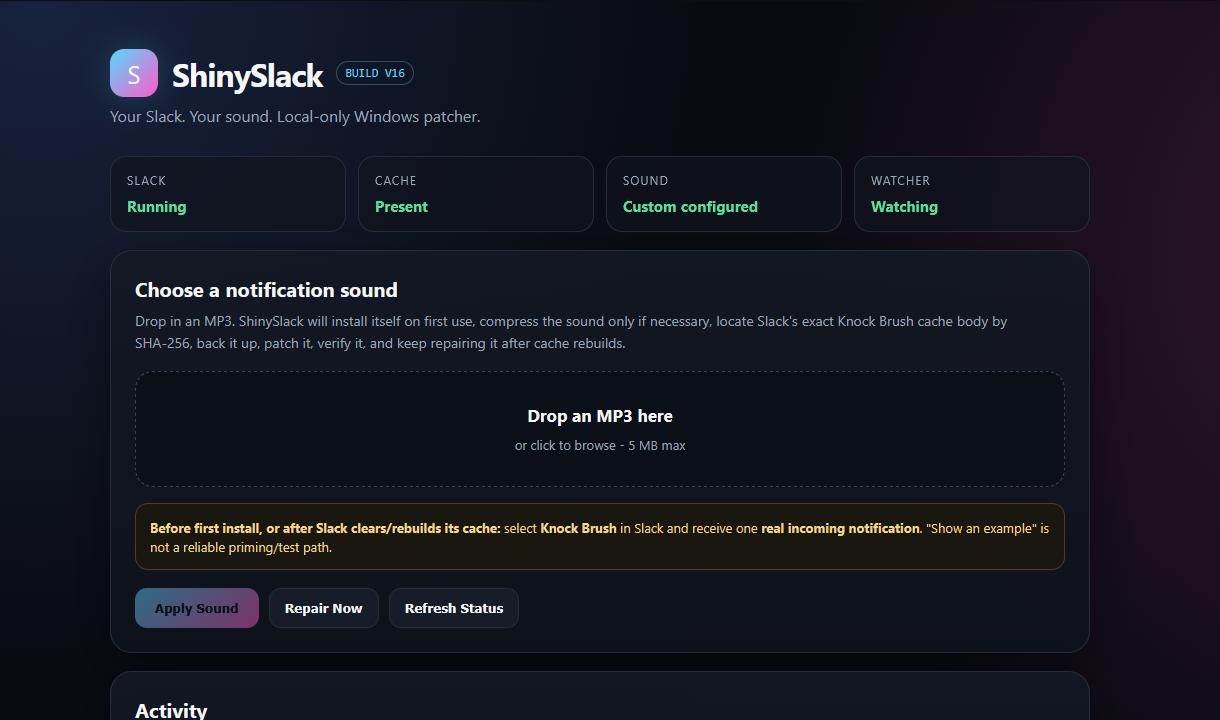 S
ShinySlack
BUILD V16
Your Slack. Your sound. Local-only Windows patcher.
SLACK
Running
CACHE
Present
SOUND
Custom configured
WATCHER
Watching
Choose a notification sound
Drop in an MP3. ShinySlack will install itself on first use, compress the sound only if necessary, locate Slack's exact Knock Brush cache body by
SHA-256, back it up, patch it, verify it, and keep repairing it after cache rebuilds.
Drop an MP3 here
or click to browse - 5 MB max
Before first install, or after Slack clears/rebuilds its cache: select Knock Brush in Slack and receive one real incoming notification. "Show an example" is
not a reliable priming/test path.
Apply Sound
Repair Now
Refresh Status
Activity